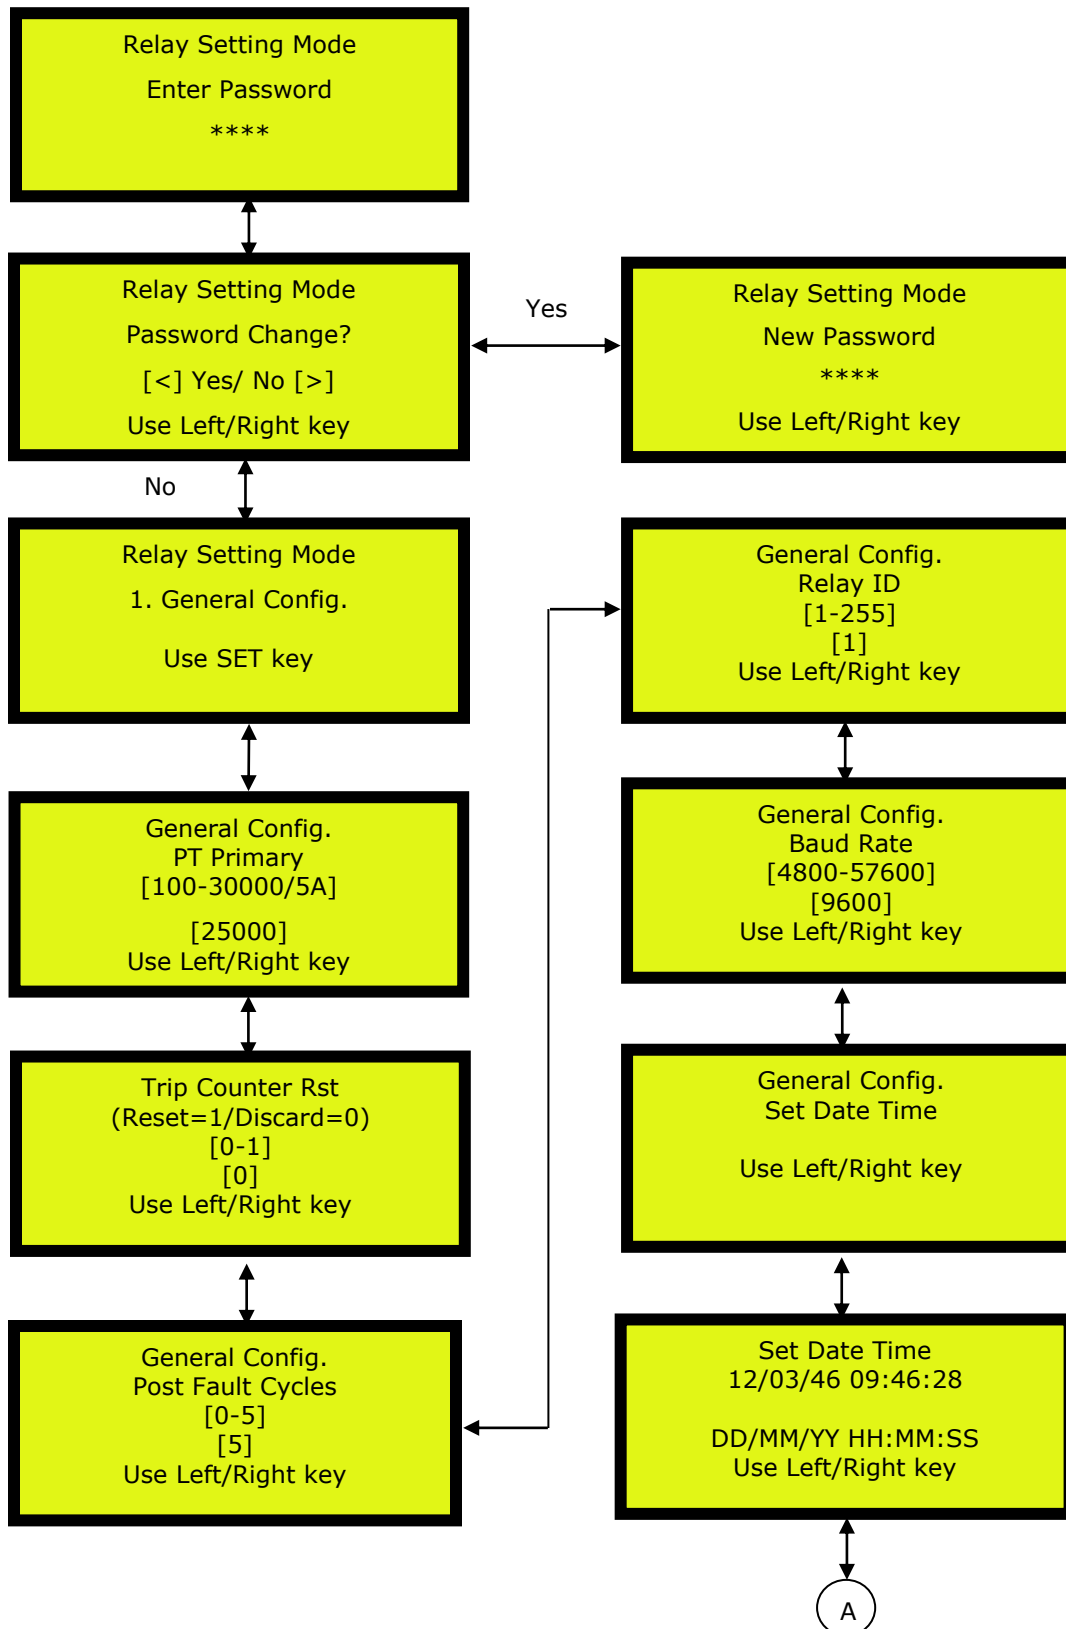 Relay Setting Mode
Enter Password
****
Relay Setting Mode
Password Change?
[<] Yes/ No [>]
Use Left/Right key
Yes
Relay Setting Mode
New Password
****
Use Left/Right key
No
Relay Setting Mode
1. General Config.
Use SET key
General Config.
PT Primary
[100-30000/5A]
[25000]
Use Left/Right key
Trip Counter Rst
(Reset=1/Discard=0)
[0-1]
[0]
Use Left/Right key
General Config.
Post Fault Cycles
[0-5]
[5]
Use Left/Right key
General Config.
Relay ID
[1-255]
[1]
Use Left/Right key
General Config.
Baud Rate
[4800-57600]
[9600]
Use Left/Right key
General Config.
Set Date Time
Use Left/Right key
Set Date Time
12/03/46 09:46:28
DD/MM/YY HH:MM:SS
Use Left/Right key
A